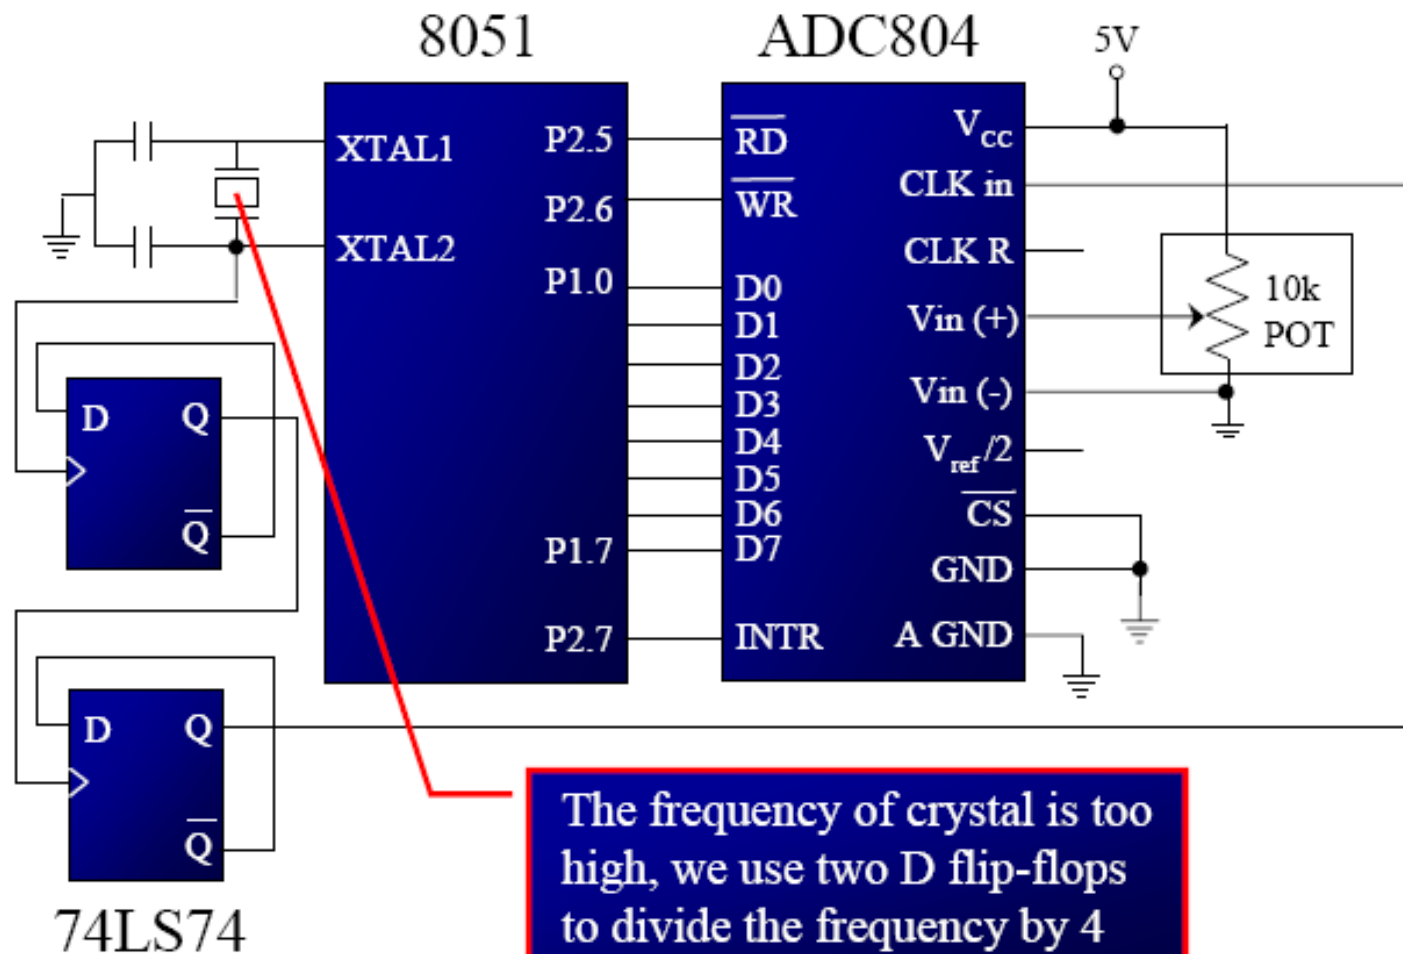 8051
ADC804
5V
XTAL1
XTAL2
P2.5
P2.6
P1.0
P1.7
P2.7
RD
WR
D0
D1
D2
D3
D4
D5
D6
D7
INTR
VCC
CLK in
CLK R
Vin (+)
Vin (-)
Vref/2
CS
GND
A GND
10k
POT
D Q
Q
D Q
Q
74LS74
The frequency of crystal is too
high, we use two D flip-flops
to divide the frequency by 4